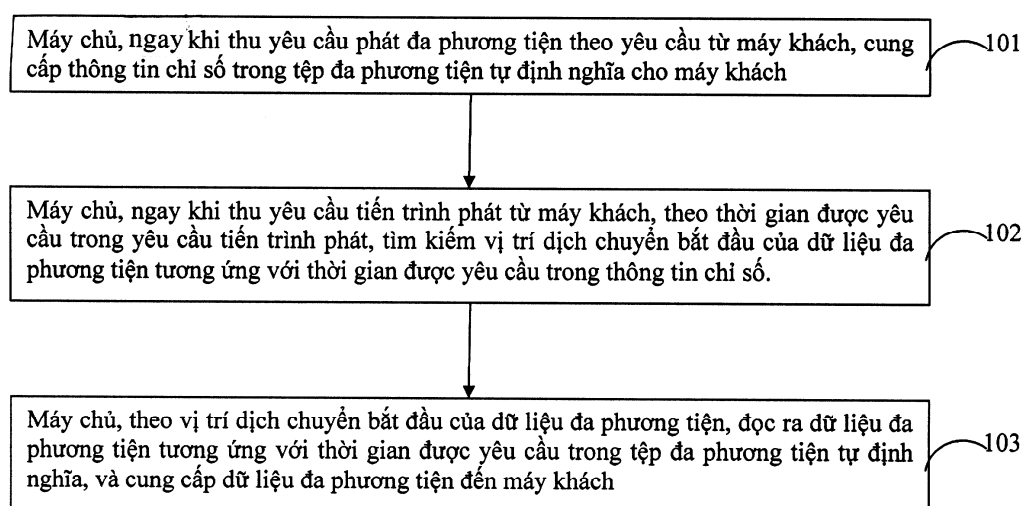 Máy chủ, ngay khi thu yêu cầu phát đa phương tiện theo yêu cầu từ máy khách, cung
cấp thông tin chỉ số trong tệp đa phương tiện tự định nghĩa cho máy khách
101
Máy chủ, ngay khi thu yêu cầu tiến trình phát từ máy khách, theo thời gian được yêu
cầu trong yêu cầu tiến trình phát, tìm kiếm vị trí dịch chuyển bắt đầu của dữ liệu đa
phương tiện tương ứng với thời gian được yêu cầu trong thông tin chỉ số.
102
Máy chủ, theo vị trí dịch chuyển bắt đầu của dữ liệu đa phương tiện, đọc ra dữ liệu đa
phương tiện tương ứng với thời gian được yêu cầu trong tệp đa phương tiện tự định
nghĩa, và cung cấp dữ liệu đa phương tiện đến máy khách
103